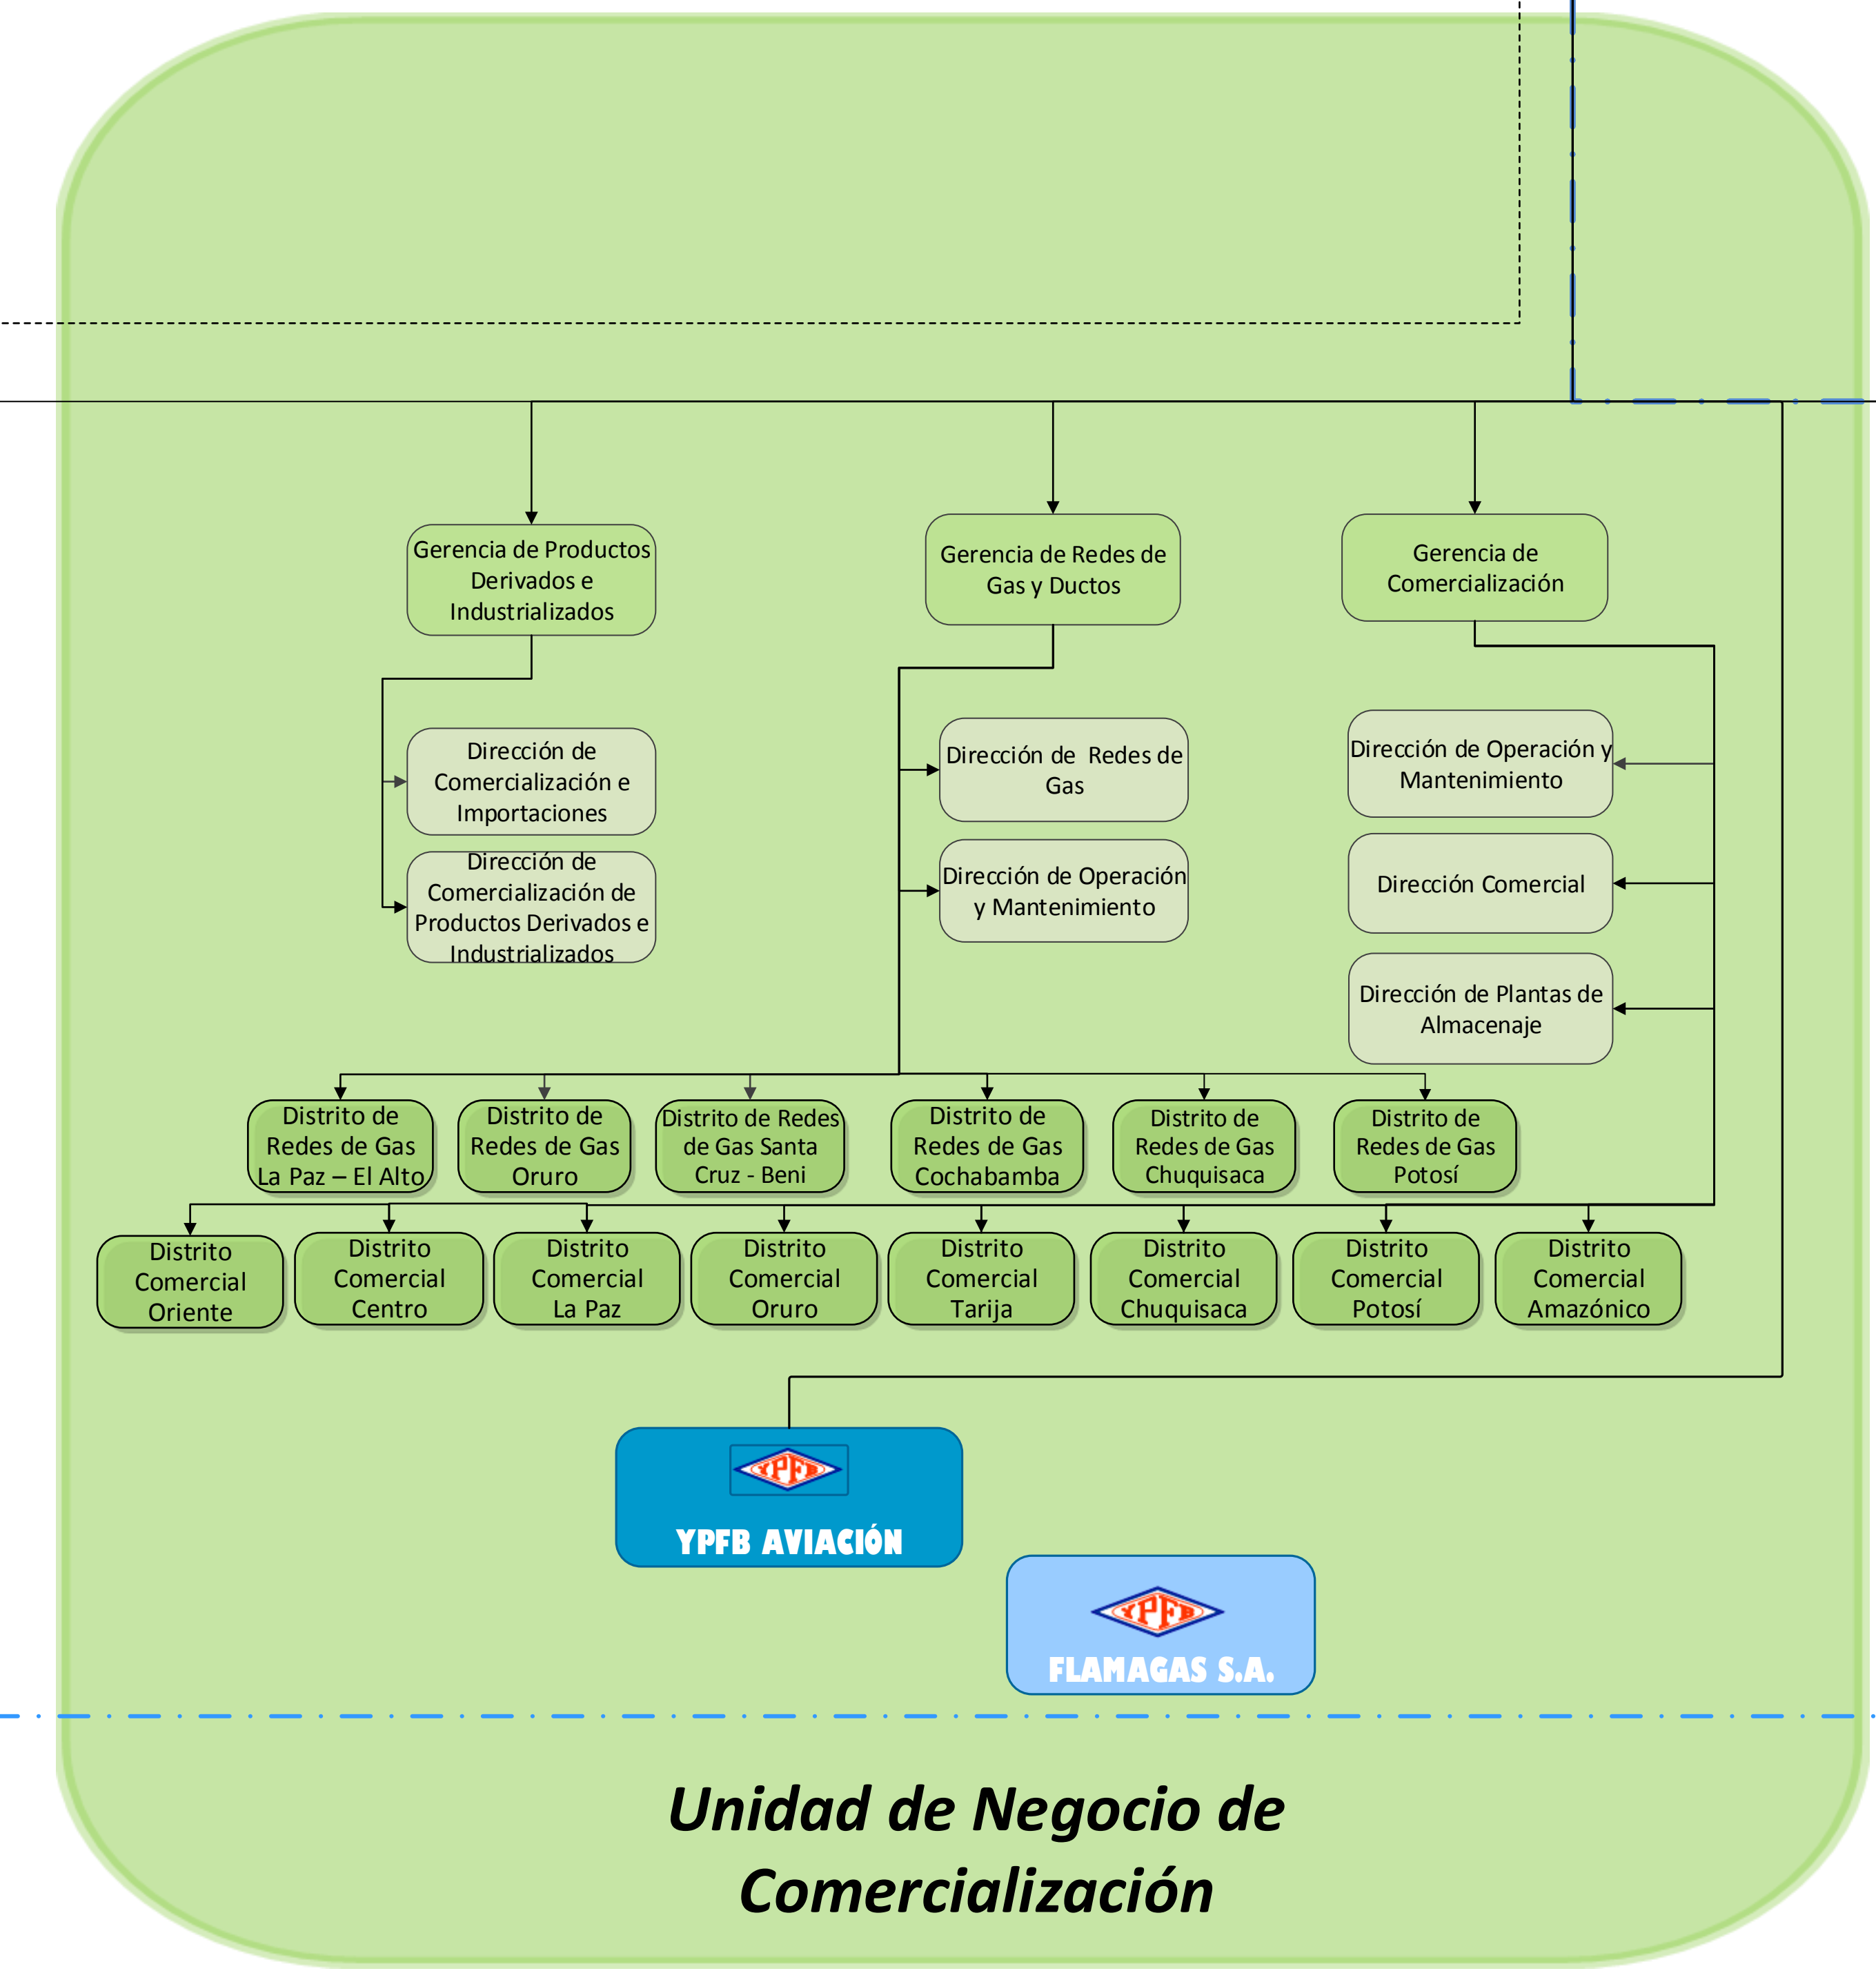 Gerencia de Productos
Derivados e
Industrializados
Gerencia de Redes de
Gas y Ductos
Gerencia de
Comercialización
Dirección de
Comercialización e
Importaciones
Dirección de
Comercialización de
Productos Derivados e
Industrializados
Dirección de  Redes de
Gas
Dirección de Operación
y Mantenimiento
Dirección de Operación y
Mantenimiento
Dirección Comercial
Dirección de Plantas de
Almacenaje
Distrito de
Redes de Gas
La Paz – El Alto
Distrito de
Redes de Gas
Oruro
Distrito de Redes
de Gas Santa
Cruz - Beni
Distrito de
Redes de Gas
Cochabamba
Distrito de
Redes de Gas
Chuquisaca
Distrito de
Redes de Gas
Potosí
Distrito
Comercial
Oriente
Distrito
Comercial
Centro
Distrito
Comercial
La Paz
Distrito
Comercial
Oruro
Distrito
Comercial
Tarija
Distrito
Comercial
Chuquisaca
Distrito
Comercial
Potosí
Distrito
Comercial
Amazónico
YPFB
YPFB AVIACIÓN
YPFB
FLAMAGAS S.A.
Unidad de Negocio de
Comercialización